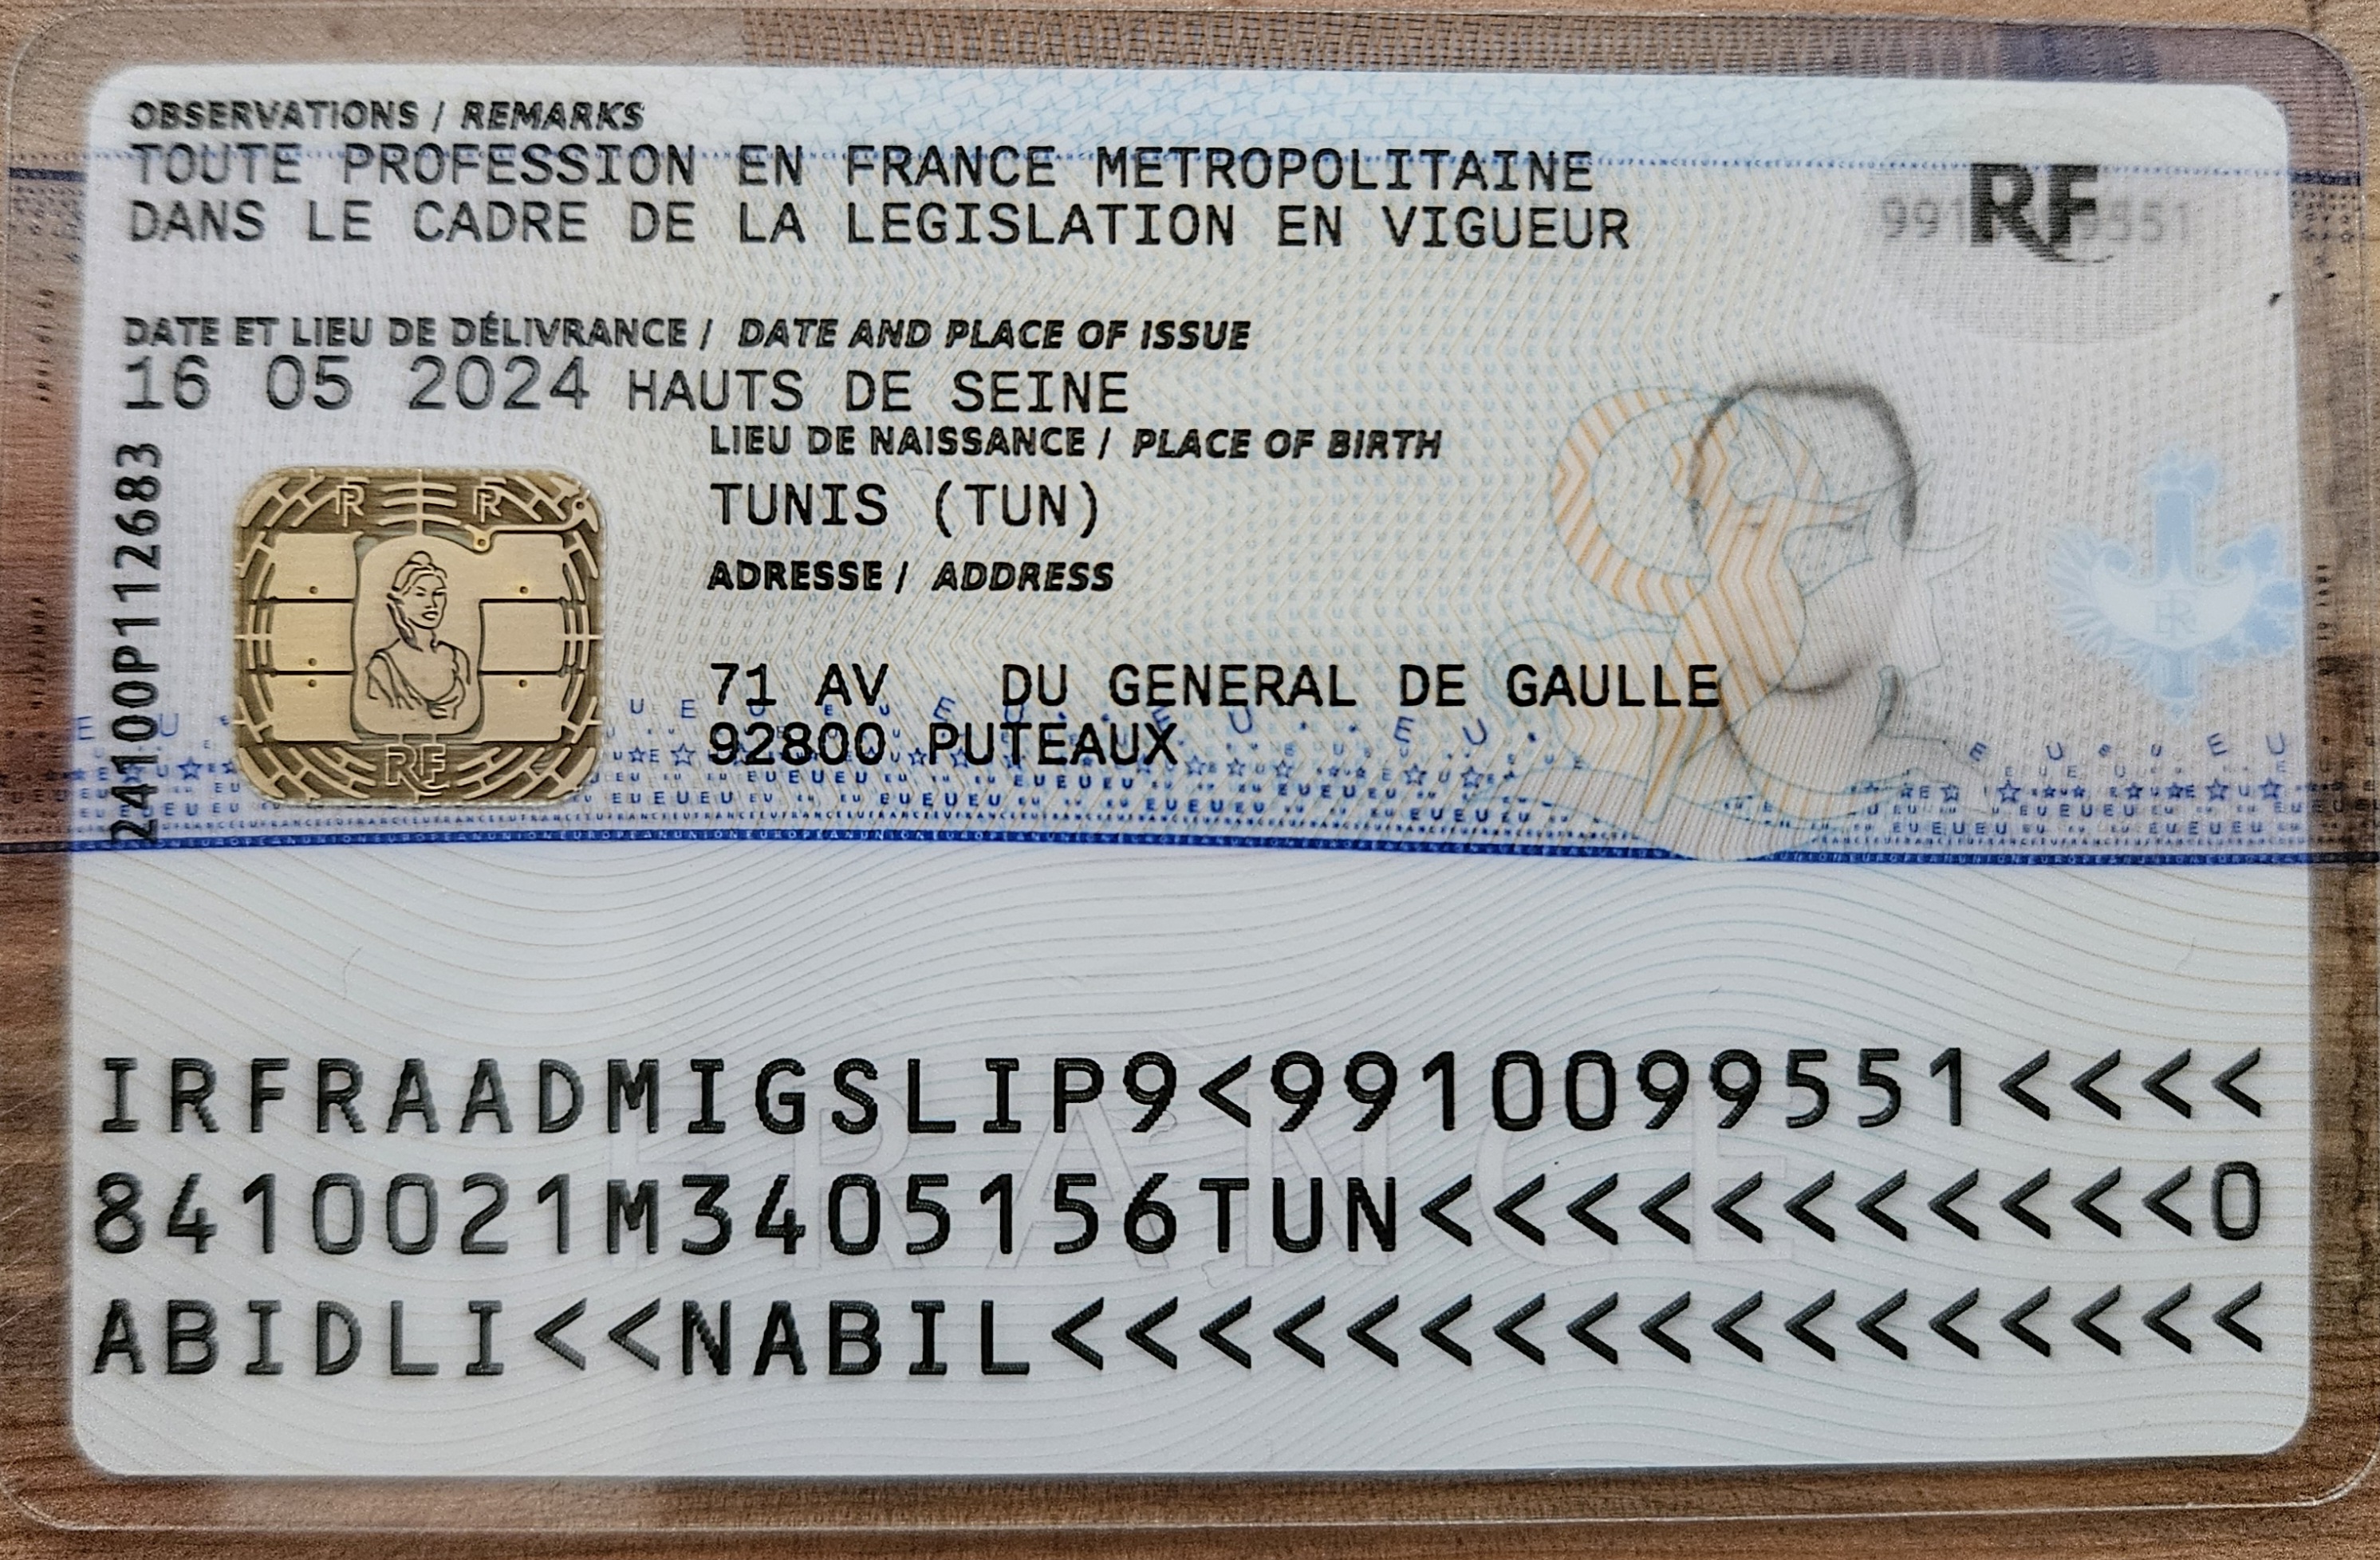 OBSERVATIONS / REMARKS
TOUTE PROFESSION EN FRANCE METROPOLITAINE
DANS LE CADRE DE LA LEGISLATION EN VIGUEUR
RF
DATE ET LIEU DE DÉLIVRANCE / DATE AND PLACE OF ISSUE
16 05 2024 HAUTS DE SEINE
LIEU DE NAISSANCE / PLACE OF BIRTH
TUNIS (TUN)
ADRESSE / ADDRESS
71 AV DU GENERAL DE GAULLE
92800 PUTEAUX
24100P112683
RF
FRANCE
IRFRAADMIGSLIP9<9910099551<<<<
8410021M3405156TUN<<<<<<<<<<<0
ABIDLI<<NABIL<<<<<<<<<<<<<<<<<